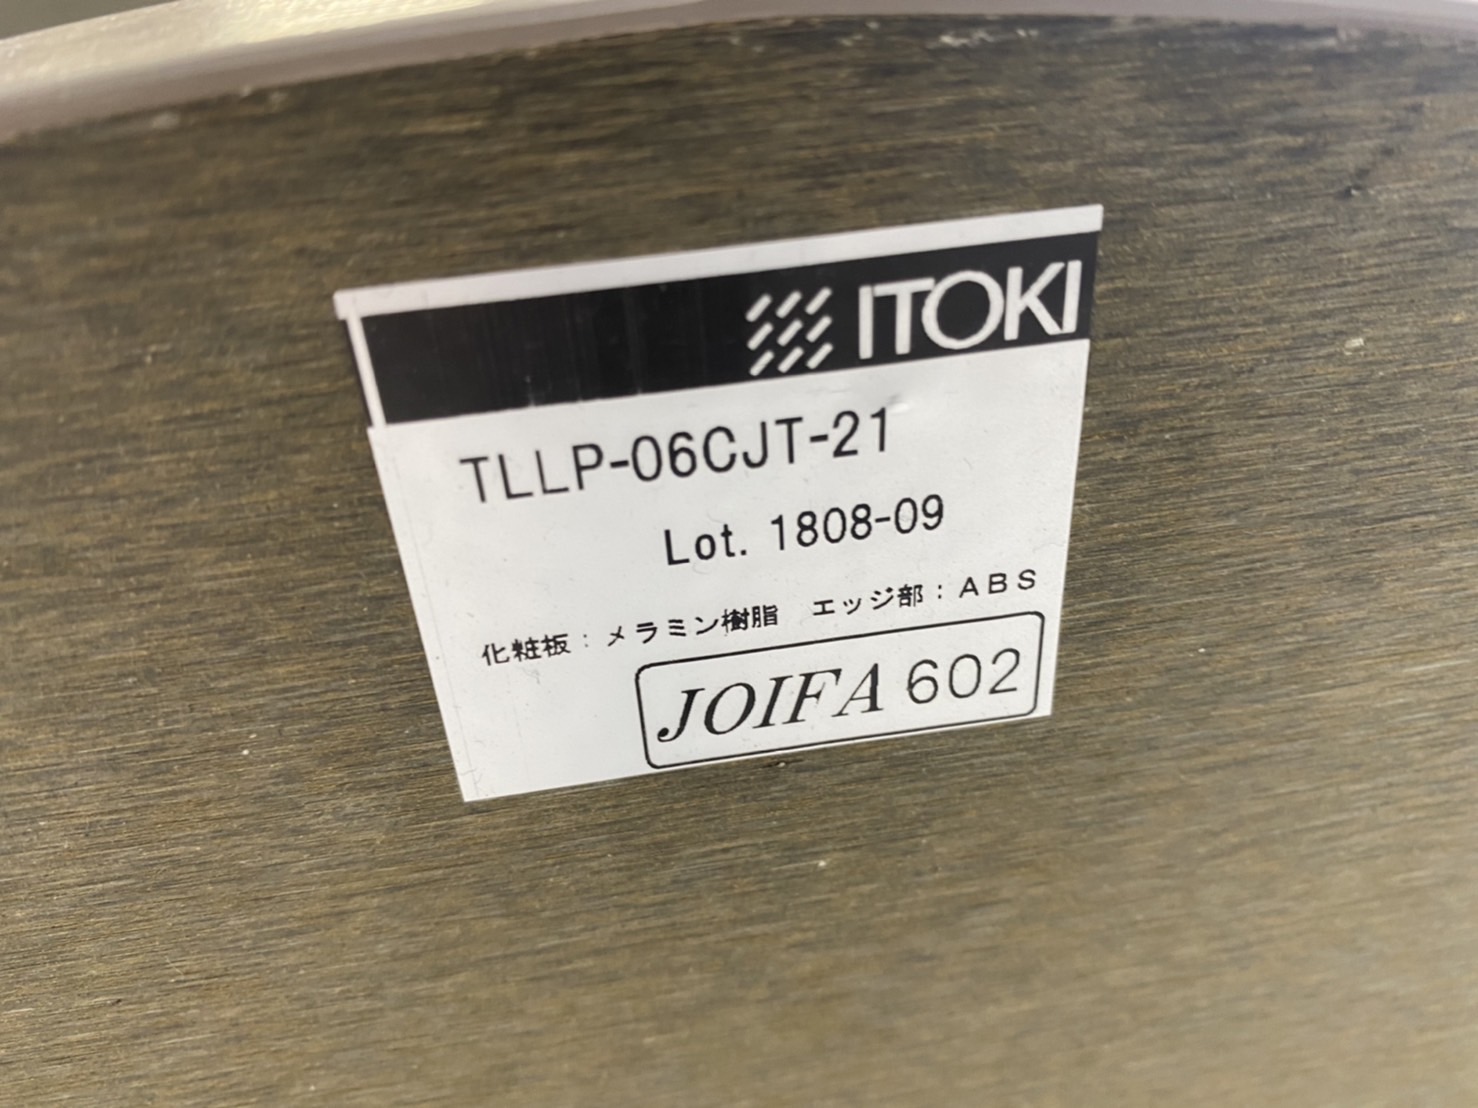 ITOKI
TLLP-06CJT-21
Lot. 1808-09
化粧板：メラミン樹脂　エッジ部：ＡＢＳ
JOIFA 602